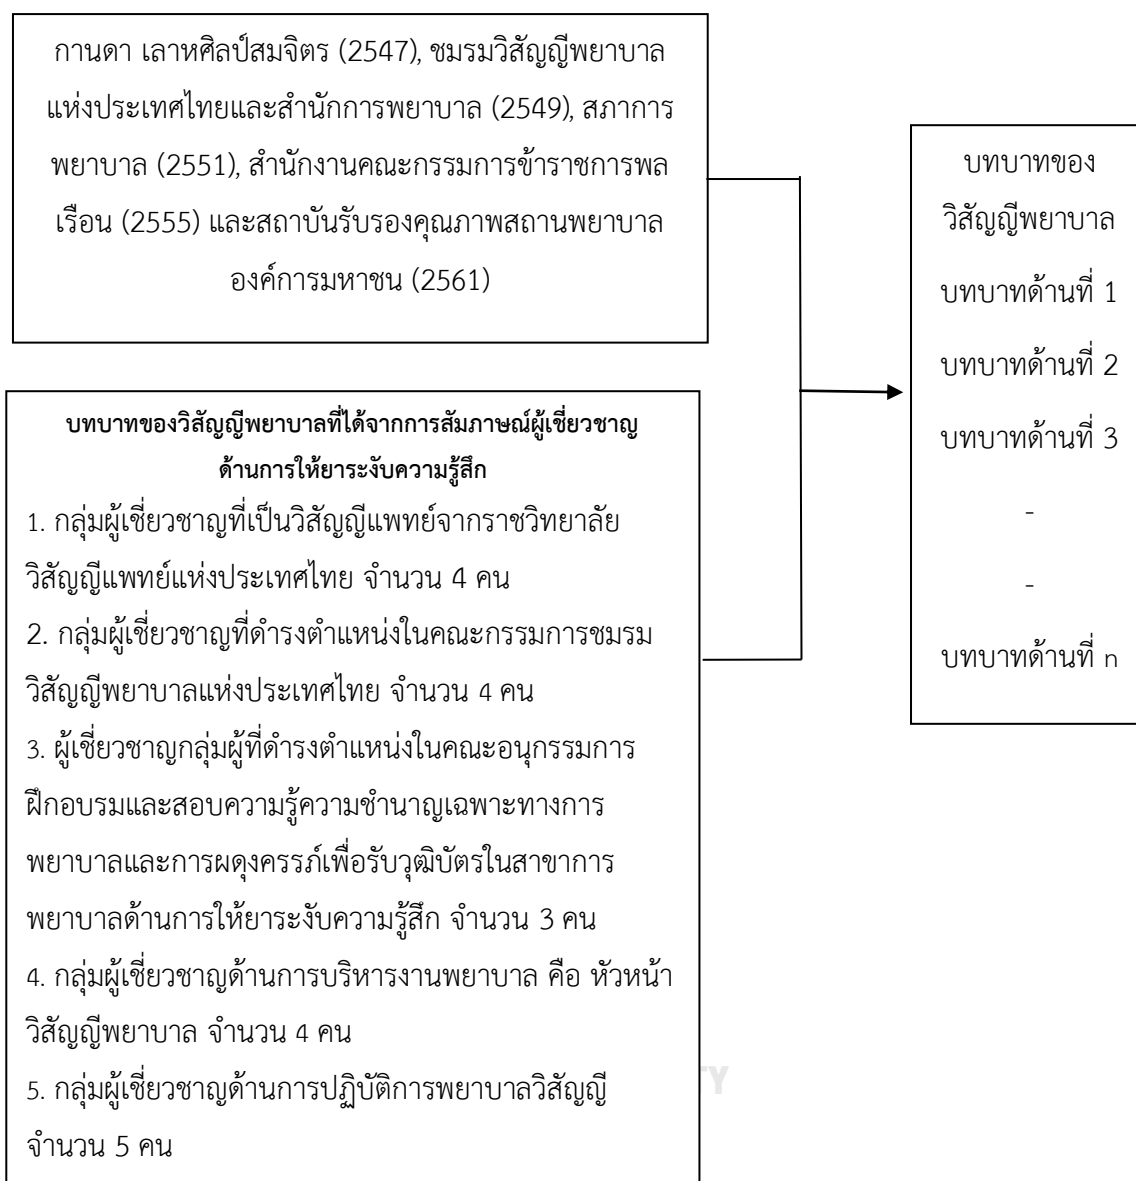 กานดา เลาหศิลป์สมจิตร (2547), ชมรมวิสัญญีพยาบาล
แห่งประเทศไทยและสำนักการพยาบาล (2549), สภาการ
พยาบาล (2551), สำนักงานคณะกรรมการข้าราชการพล
เรือน (2555) และสถาบันรับรองคุณภาพสถานพยาบาล
องค์การมหาชน (2561)
บทบาทของวิสัญญีพยาบาลที่ได้จากการสัมภาษณ์ผู้เชี่ยวชาญ
ด้านการให้ยาระงับความรู้สึก
1. กลุ่มผู้เชี่ยวชาญที่เป็นวิสัญญีแพทย์จากราชวิทยาลัย
วิสัญญีแพทย์แห่งประเทศไทย จำนวน 4 คน
2. กลุ่มผู้เชี่ยวชาญที่ดำรงตำแหน่งในคณะกรรมการชมรม
วิสัญญีพยาบาลแห่งประเทศไทย จำนวน 4 คน
3. ผู้เชี่ยวชาญกลุ่มผู้ที่ดำรงตำแหน่งในคณะอนุกรรมการ
ฝึกอบรมและสอบความรู้ความชำนาญเฉพาะทางการ
พยาบาลและการผดุงครรภ์เพื่อรับวุฒิบัตรในสาขาการ
พยาบาลด้านการให้ยาระงับความรู้สึก จำนวน 3 คน
4. กลุ่มผู้เชี่ยวชาญด้านการบริหารงานพยาบาล คือ หัวหน้า
วิสัญญีพยาบาล จำนวน 4 คน
5. กลุ่มผู้เชี่ยวชาญด้านการปฏิบัติการพยาบาลวิสัญญี
จำนวน 5 คน
บทบาทของ
วิสัญญีพยาบาล
บทบาทด้านที่ 1
บทบาทด้านที่ 2
บทบาทด้านที่ 3
-
-
บทบาทด้านที่ n